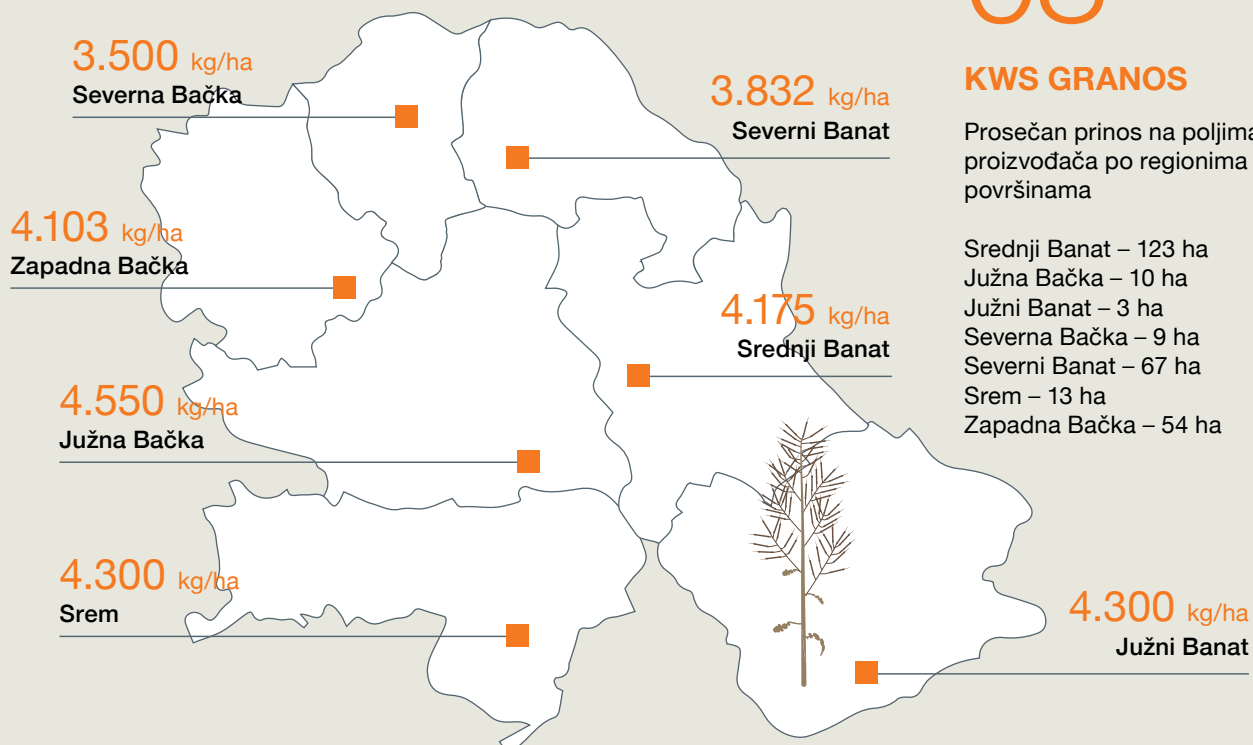 3.500 kg/ha
Severna Bačka
3.832 kg/ha
Severni Banat
4.103 kg/ha
Zapadna Bačka
4.175 kg/ha
Srednji Banat
4.550 kg/ha
Južna Bačka
4.300 kg/ha
Srem
4.300 kg/ha
Južni Banat
KWS GRANOS
Prosečan prinos na poljima
proizvođača po regionima
površinama
Srednji Banat – 123 ha
Južna Bačka – 10 ha
Južni Banat – 3 ha
Severna Bačka – 9 ha
Severni Banat – 67 ha
Srem – 13 ha
Zapadna Bačka – 54 ha